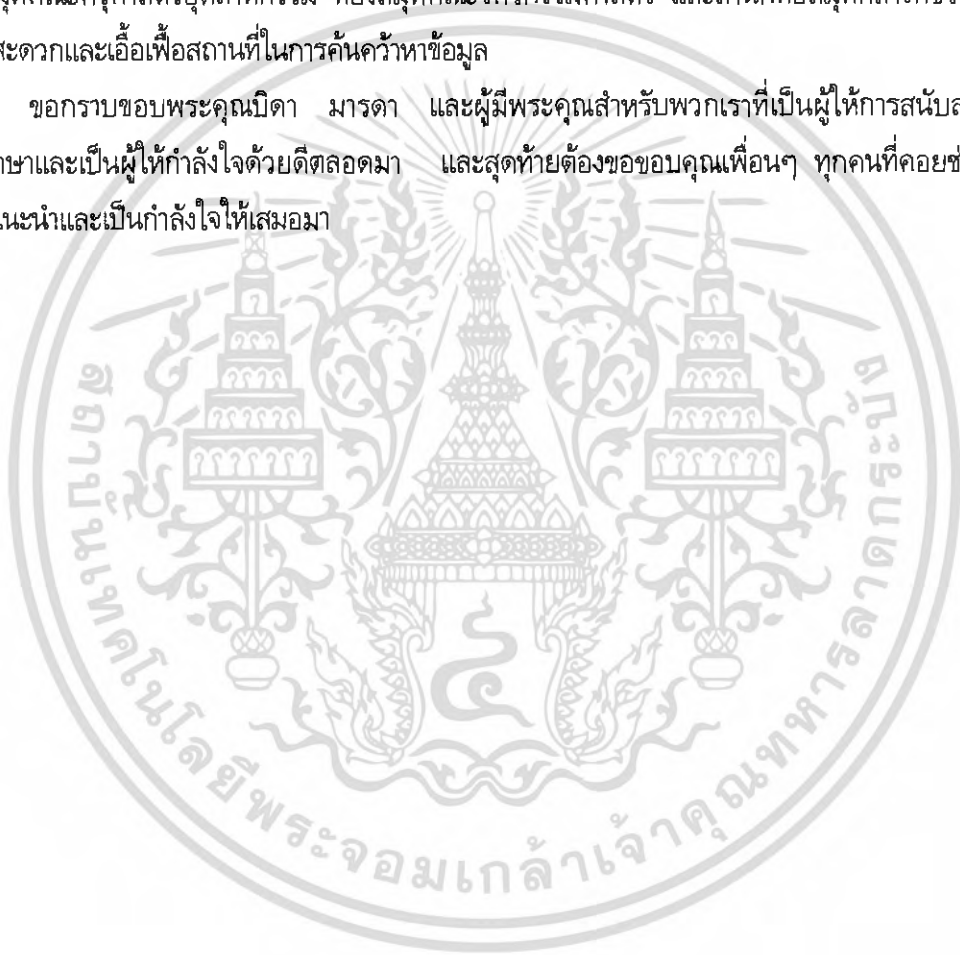 สะดวกและเอื้อเฟื้อสถานที่ในการค้นคว้าหาข้อมูล
ขอกราบขอบพระคุณบิดา มารดา และผู้มีพระคุณสำหรับพวกเราที่เป็นผู้ให้การสนับส
าษาและเป็นผู้ให้กำลังใจด้วยดีตลอดมา และสุดท้ายต้องขอขอบคุณเพื่อนๆ ทุกคนที่คอยช่
นะนำและเป็นกำลังใจให้เสมอมา
สถาบันเทคโนโลยีพระจอมเกล้าเจ้าคุณทหารลาดกระบัง
๔